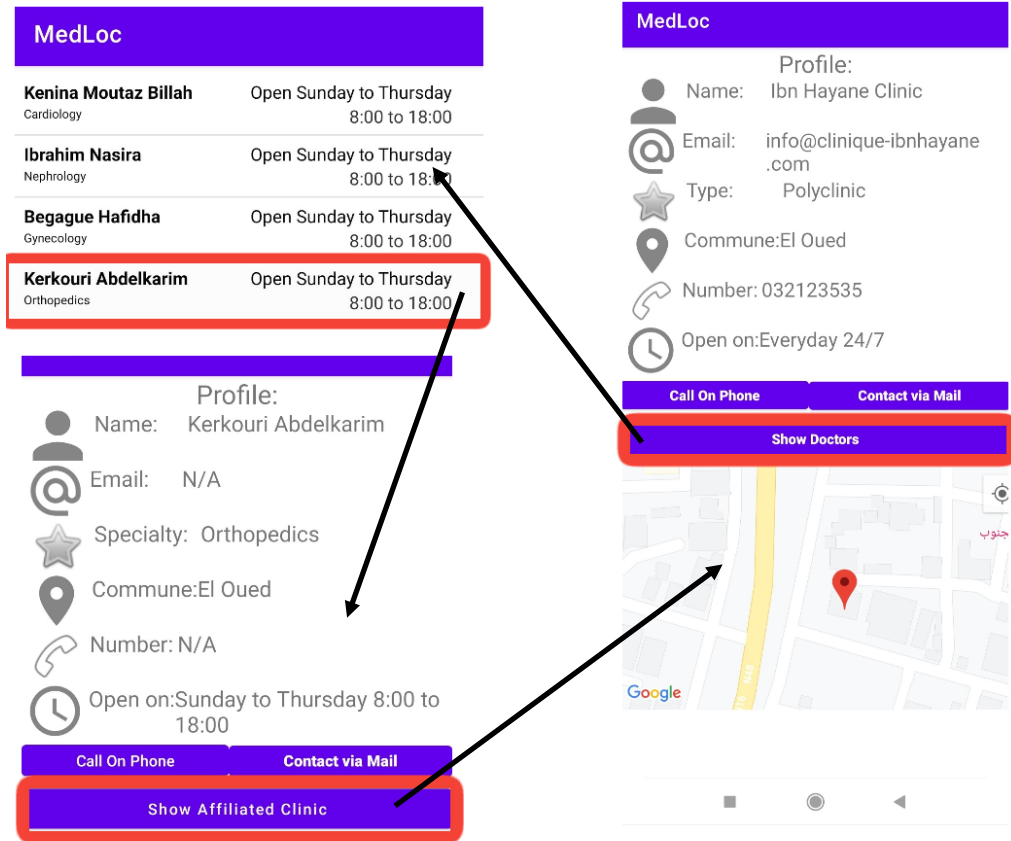 MedLoc
Kenina Moutaz Billah Open Sunday to Thursday
Cardiology 8:00 to 18:00
Ibrahim Nasira Open Sunday to Thursday
Nephrology 8:00 to 18:00
Begague Hafidha Open Sunday to Thursday
Gynecology 8:00 to 18:00
Kerkouri Abdelkarim Open Sunday to Thursday
Orthopedics 8:00 to 18:00
Profile:
Name: Kerkouri Abdelkarim
Email: N/A
Specialty: Orthopedics
Commune:El Oued
Number: N/A
Open on:Sunday to Thursday 8:00 to
18:00
Call On Phone Contact via Mail
Show Affiliated Clinic
MedLoc
Profile:
Name: Ibn Hayane Clinic
Email: info@clinique-ibnhayane
.com
Type: Polyclinic
Commune:El Oued
Number: 032123535
Open on:Everyday 24/7
Call On Phone Contact via Mail
Show Doctors
جنوب
N48
Google